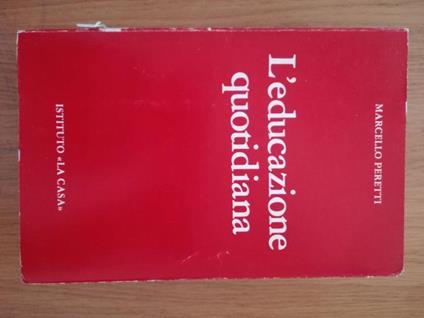 MARCELLO PERETTI
L'educazione
quotidiana
ISTITUTO «LA CASA»